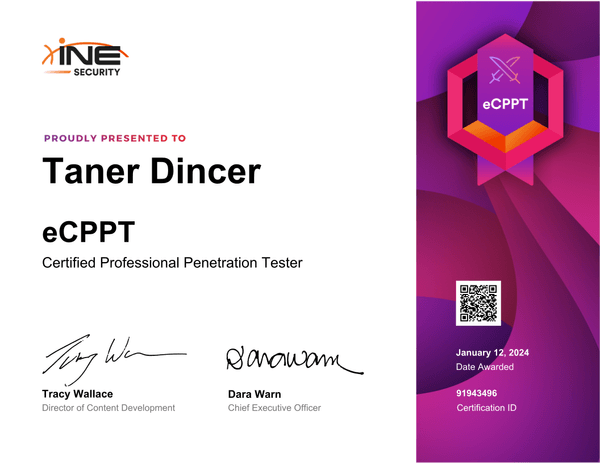 INE
SECURITY
PROUDLY PRESENTED TO
Taner Dincer
eCPPT
Certified Professional Penetration Tester
Tracy Wallace
Director of Content Development
Dara Warn
Chief Executive Officer
eCPPT
January 12, 2024
Date Awarded
91943496
Certification ID